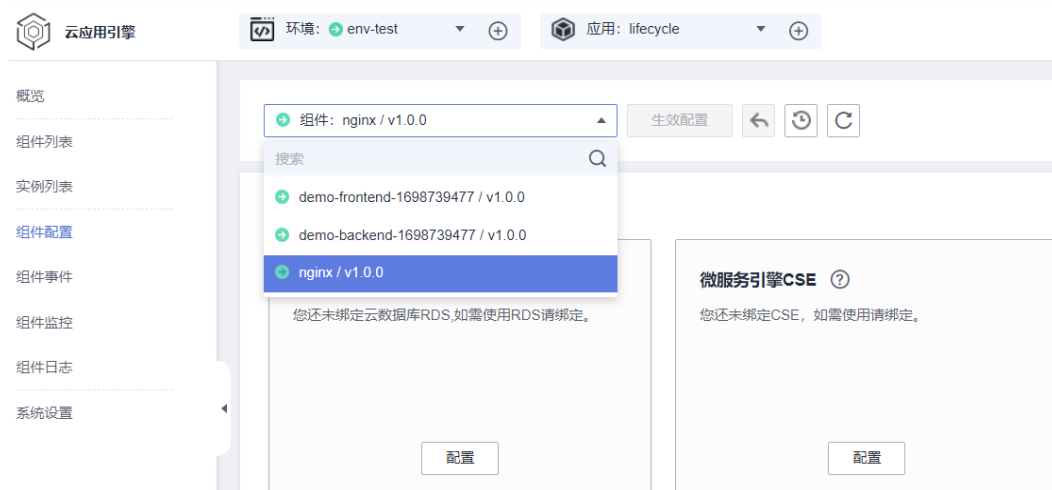 云应用引擎
环境： env-test
应用： lifecycle
概览
组件列表
实例列表
组件配置
组件事件
组件监控
组件日志
系统设置
组件： nginx / v1.0.0
生效配置
搜索
demo-frontend-1698739477 / v1.0.0
demo-backend-1698739477 / v1.0.0
nginx / v1.0.0
您还未绑定云数据库RDS,如需使用RDS请绑定。
配置
微服务引擎CSE
您还未绑定CSE，如需使用请绑定。
配置